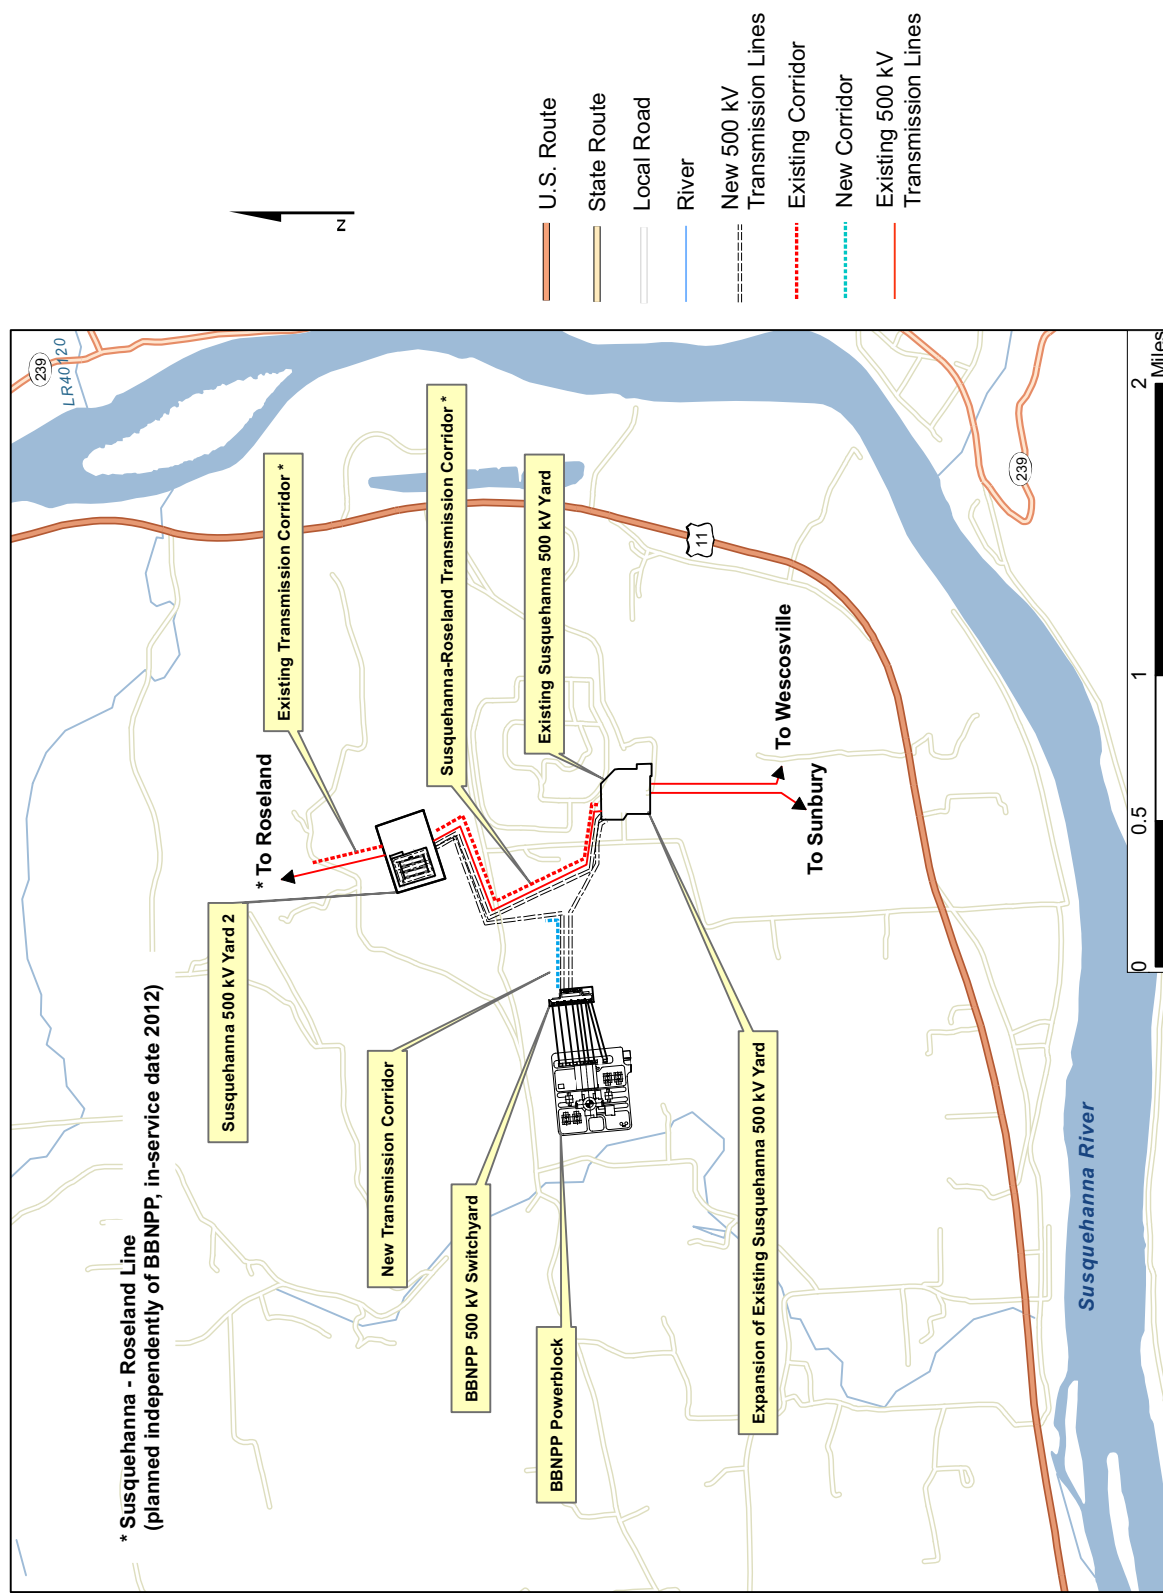 * Susquehanna - Roseland Line
(planned independently of BBNPP, in-service date 2012)
Susquehanna 500 kV Yard 2
* To Roseland
Existing Transmission Corridor *
239
LR40120
New Transmission Corridor
Susquehanna-Roseland Transmission Corridor *
BBNPP 500 kV Switchyard
Existing Susquehanna 500 kV Yard
BBNPP Powerblock
11
Expansion of Existing Susquehanna 500 kV Yard
To Sunbury
To Wescosville
239
Susquehanna River
0
0.5
1
2
Miles
N
U.S. Route
State Route
Local Road
River
New 500 kV
Transmission Lines
Existing Corridor
New Corridor
Existing 500 kV
Transmission Lines